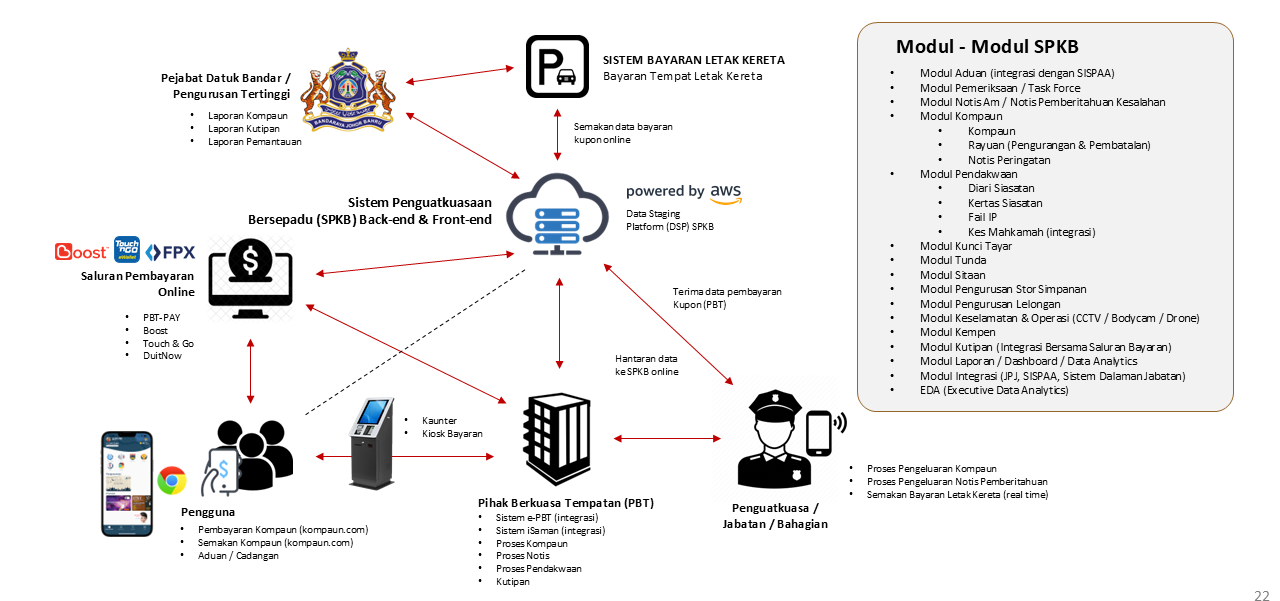 Pejabat Datuk Bandar /
Pengurusan Tertinggi
• Laporan Kompaun
• Laporan Kutipan
• Laporan Pemantauan
BANDARAYA JOHOR BAHRU
P
SISTEM BAYARAN LETAK KERETA
Bayaran Tempat Letak Kereta
Semakan data bayaran
kupon online
Sistem Penguatkuasaan
Bersepadu (SPKB) Back-end & Front-end
powered by aws
Data Staging
Platform (DSP) SPKB
Boost
Touch 'n GO eWallet
FPX
Saluran Pembayaran
Online
• PBT-PAY
• Boost
• Touch & Go
• DuitNow
Terima data pembayaran
Kupon (PBT)
Hantaran data
ke SPKB online
• Kaunter
• Kiosk Bayaran
Pengguna
• Pembayaran Kompaun (kompaun.com)
• Semakan Kompaun (kompaun.com)
• Aduan / Cadangan
Pihak Berkuasa Tempatan (PBT)
• Sistem e-PBT (integrasi)
• Sistem iSaman (integrasi)
• Proses Kompaun
• Proses Notis
• Proses Pendakwaan
• Kutipan
Penguatkuasa /
Jabatan / Bahagian
• Proses Pengeluaran Kompaun
• Proses Pengeluaran Notis Pemberitahuan
• Semakan Bayaran Letak Kereta (real time)
Modul - Modul SPKB
• Modul Aduan (integrasi dengan SISPAA)
• Modul Pemeriksaan / Task Force
• Modul Notis Am / Notis Pemberitahuan Kesalahan
• Modul Kompaun
• Kompaun
• Rayuan (Pengurangan & Pembatalan)
• Notis Peringatan
• Modul Pendakwaan
• Diari Siasatan
• Kertas Siasatan
• Fail IP
• Kes Mahkamah (integrasi)
• Modul Kunci Tayar
• Modul Tunda
• Modul Sitaan
• Modul Pengurusan Stor Simpanan
• Modul Pengurusan Lelongan
• Modul Keselamatan & Operasi (CCTV / Bodycam / Drone)
• Modul Kempen
• Modul Kutipan (Integrasi Bersama Saluran Bayaran)
• Modul Laporan / Dashboard / Data Analytics
• Modul Integrasi (JPJ, SISPAA, Sistem Dalaman Jabatan)
• EDA (Executive Data Analytics)
22